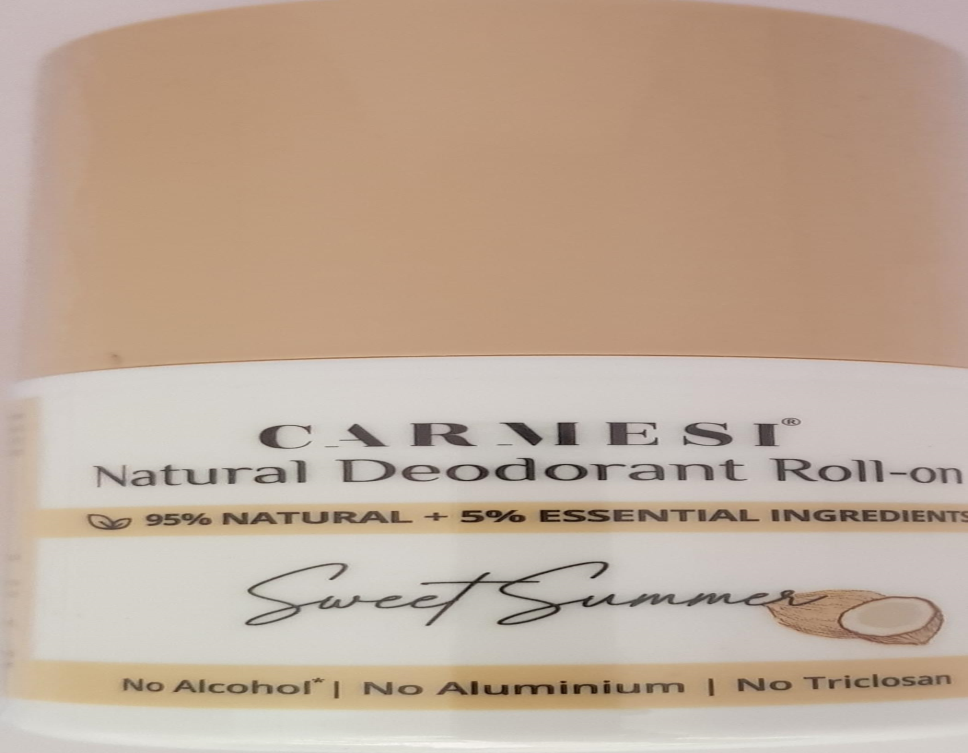 CARMESI®
Natural Deodorant Roll-on
95% NATURAL + 5% ESSENTIAL INGREDIENTS
Sweet Summer
No Alcohol* | No Aluminium | No Triclosan